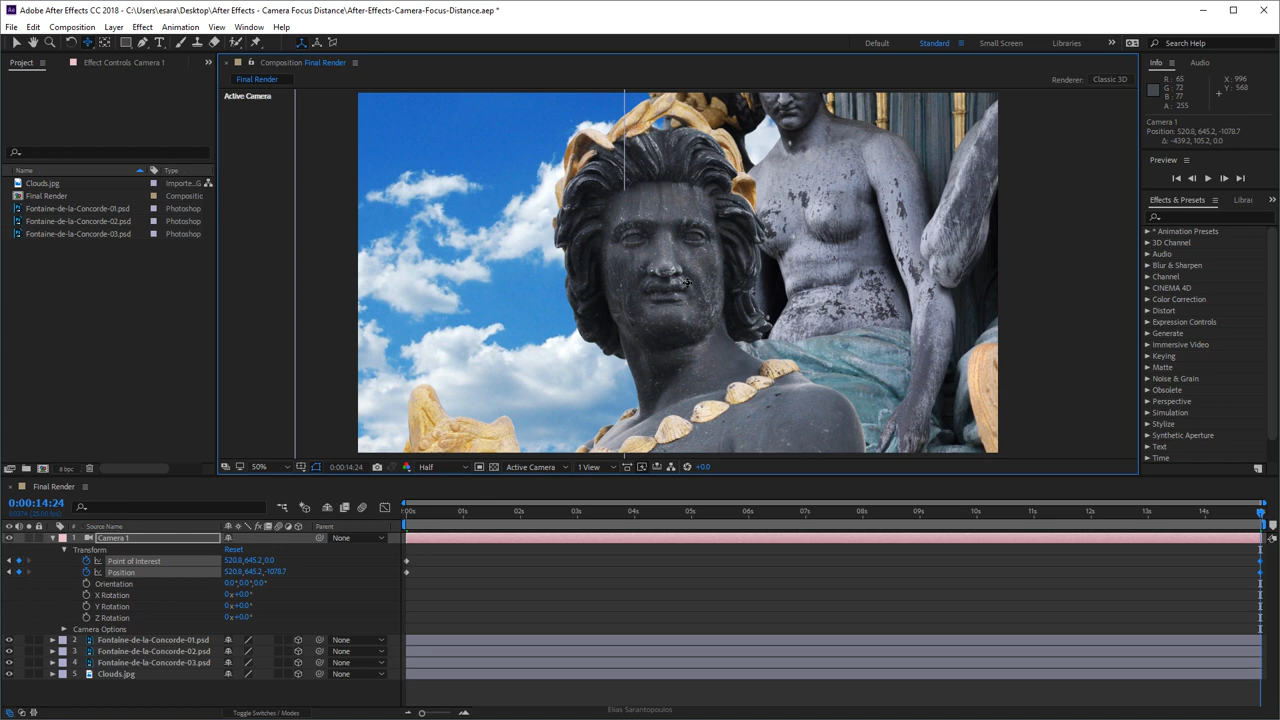 Adobe After Effects CC 2018 - C:\Users\esara\Desktop\After Effects - Camera Focus Distance\After-Effects-Camera-Focus-Distance.aep *
File Edit Composition Layer Effect Animation View Window Help
Default Standard Small Screen Libraries Search Help
Project Effect Controls Camera 1
Composition Final Render
Final Render
Renderer: Classic 3D
Active Camera
Name Type
Clouds.jpg Importe...G
Final Render Compositic
Fontaine-de-la-Concorde-01.psd Photoshop
Fontaine-de-la-Concorde-02.psd Photoshop
Fontaine-de-la-Concorde-03.psd Photoshop
8 bpc
50% 0:00:14:24 Half Active Camera 1 View +0.0
Info Audio
R: 65 X: 996
G: 72 Y: 568
B: 77
A: 255
Camera 1
Position: 520.8, 645.2, -1078.7
Δ: -439.2, 105.2, 0.0
Preview
Effects & Presets Librar
* Animation Presets
3D Channel
Audio
Blur & Sharpen
Channel
CINEMA 4D
Color Correction
Distort
Expression Controls
Generate
Immersive Video
Keying
Matte
Noise & Grain
Obsolete
Perspective
Simulation
Stylize
Synthetic Aperture
Text
Time
Final Render
0:00:14:24
00374 (25.00 fps)
# Source Name Parent
:00s 01s 02s 03s 04s 05s 06s 07s 08s 09s 10s 11s 12s 13s 14s
1 Camera 1 None
Transform Reset
Point of Interest 520.8,645.2,0.0
Position 520.8,645.2,-1078.7
Orientation 0.0°,0.0°,0.0°
X Rotation 0x+0.0°
Y Rotation 0x+0.0°
Z Rotation 0x+0.0°
Camera Options
2 Fontaine-de-la-Concorde-01.psd None
3 Fontaine-de-la-Concorde-02.psd None
4 Fontaine-de-la-Concorde-03.psd None
5 Clouds.jpg None
Toggle Switches / Modes
Elias Sarantopoulos